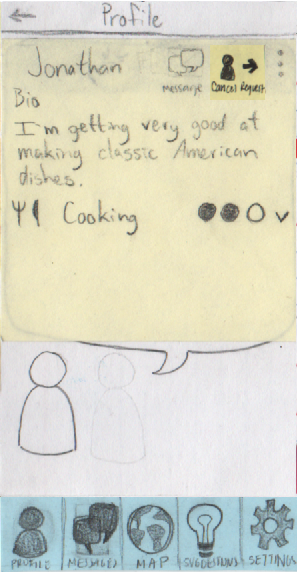 Profile
Jonathan
message
Cancel Request
Bio
I'm getting very good at
making classic American
dishes.
Cooking
PROFILE
MESSAGES
MAP
SUGGESTIONS
SETTINGS